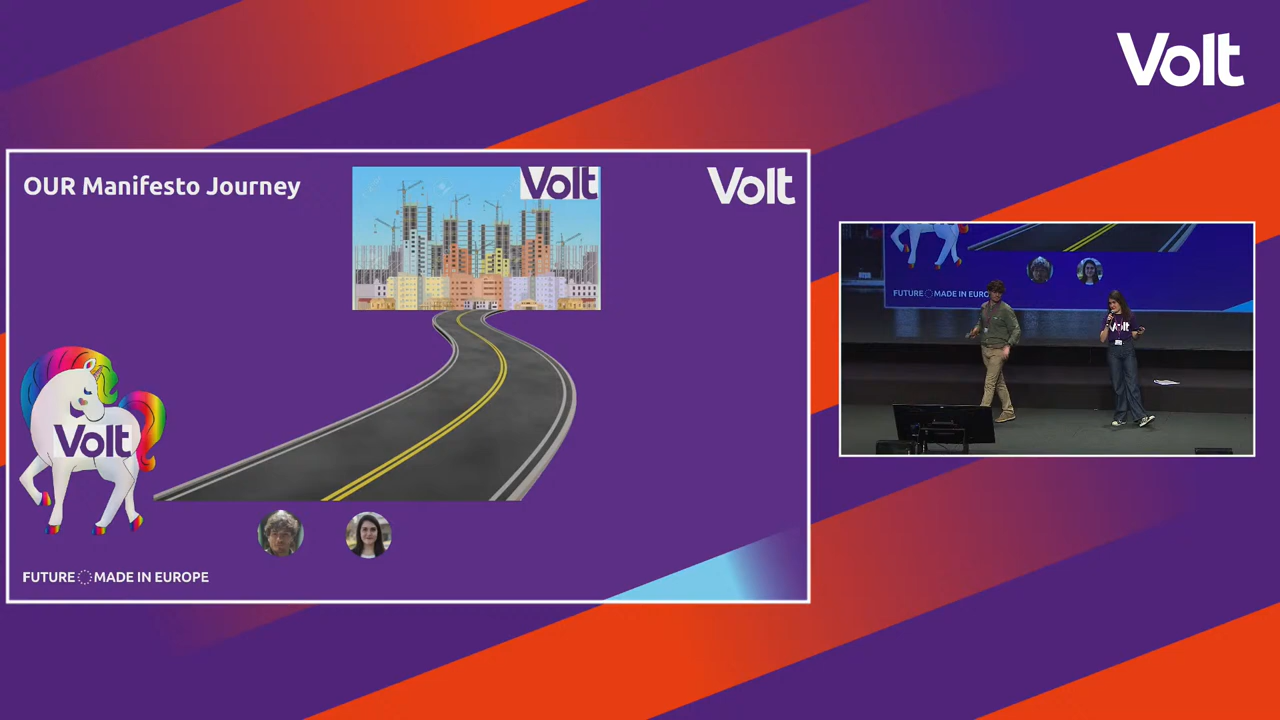 Volt
OUR Manifesto Journey
Volt
Volt
Volt
FUTURE MADE IN EUROPE
FUTURE MADE IN EURO
Volt